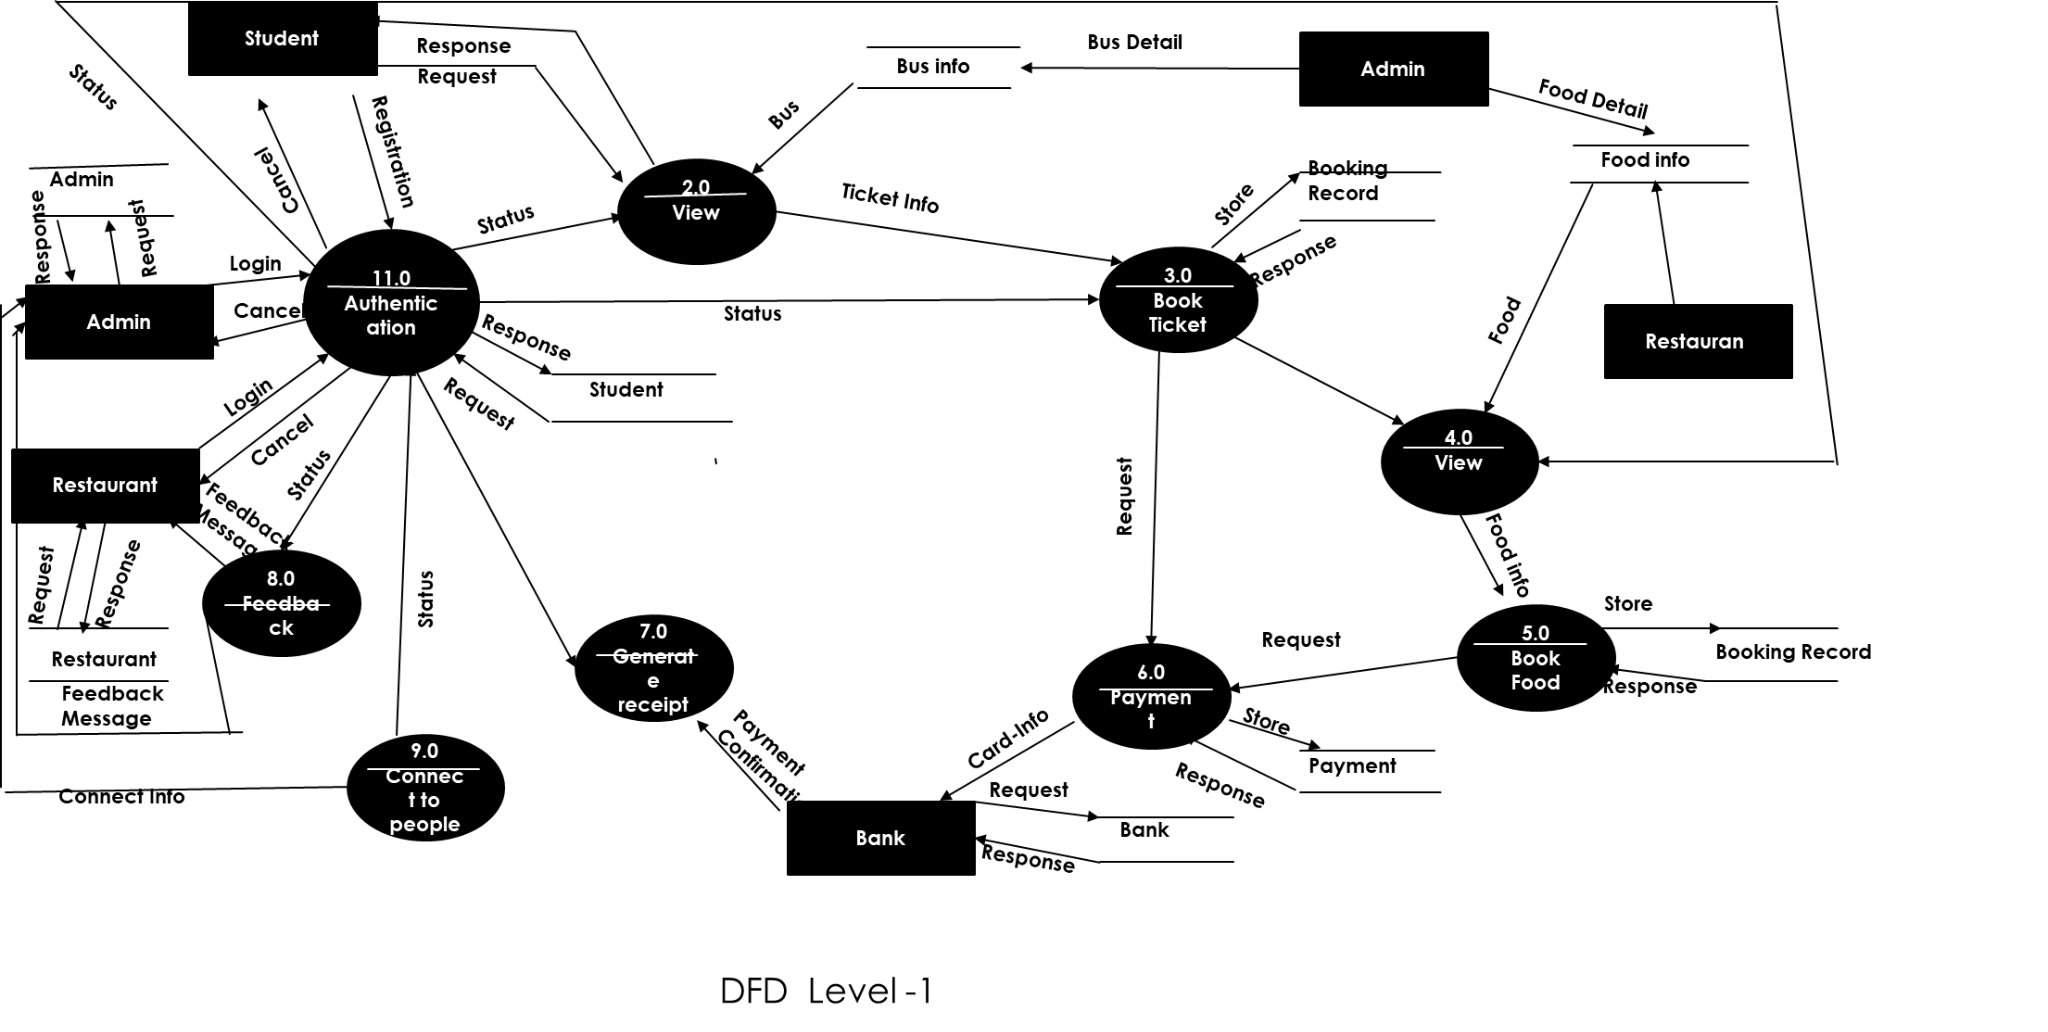 Student
Response
Request
Bus info
Bus Detail
Admin
Food Detail
Status
Registration
Cancel
Bus
Food info
Booking
Record
Admin
Response
Request
2.0
View
Status
Ticket Info
Store
Response
Login
11.0
Authentic
ation
3.0
Book
Ticket
Admin
Cancel
Status
Food
Restauran
Response
Student
Request
Login
Cancel
Status
Restaurant
Feedback
Messag
Request
4.0
View
Food info
Request
Response
8.0
Feedba
ck
Status
7.0
Generat
e
receipt
Request
5.0
Book
Food
Store
Booking Record
Response
Restaurant
Feedback
Message
6.0
Paymen
t
Store
Payment
Response
Card-Info
Payment
Confirmati
9.0
Connec
t to
people
Connect Info
Bank
Request
Bank
Response
DFD Level -1